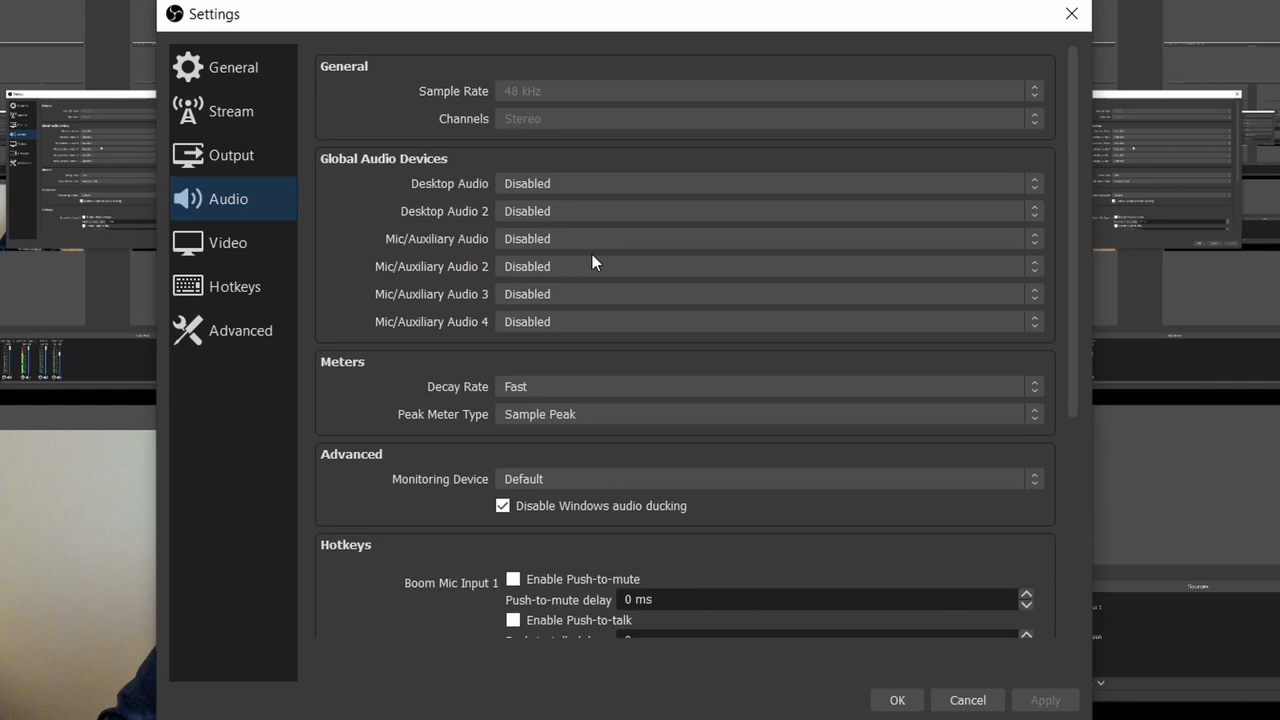 Settings
General
Stream
Output
Audio
Video
Hotkeys
Advanced
General
Sample Rate 48 kHz
Channels Stereo
Global Audio Devices
Desktop Audio Disabled
Desktop Audio 2 Disabled
Mic/Auxiliary Audio Disabled
Mic/Auxiliary Audio 2 Disabled
Mic/Auxiliary Audio 3 Disabled
Mic/Auxiliary Audio 4 Disabled
Meters
Decay Rate Fast
Peak Meter Type Sample Peak
Advanced
Monitoring Device Default
Disable Windows audio ducking
Hotkeys
Boom Mic Input 1 Enable Push-to-mute
Push-to-mute delay 0 ms
Enable Push-to-talk
OK Cancel Apply
Sources